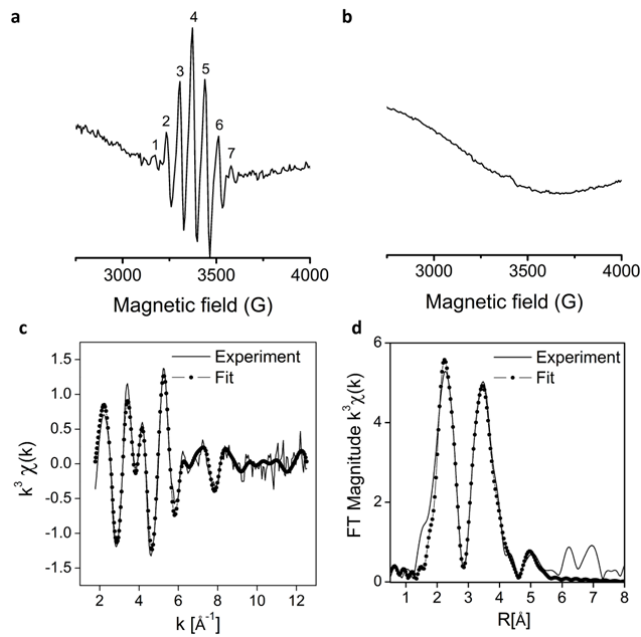 a
1 2 3 4 5 6 7
3000 3500 4000
Magnetic field (G)
b
3000 3500 4000
Magnetic field (G)
c
Experiment
Fit
k³ χ(k)
1.5
1.0
0.5
0.0
-0.5
-1.0
-1.5
2 4 6 8 10 12
k [Å⁻¹]
d
Experiment
Fit
FT Magnitude k³χ(k)
6
4
2
0
1 2 3 4 5 6 7 8
R[Å]